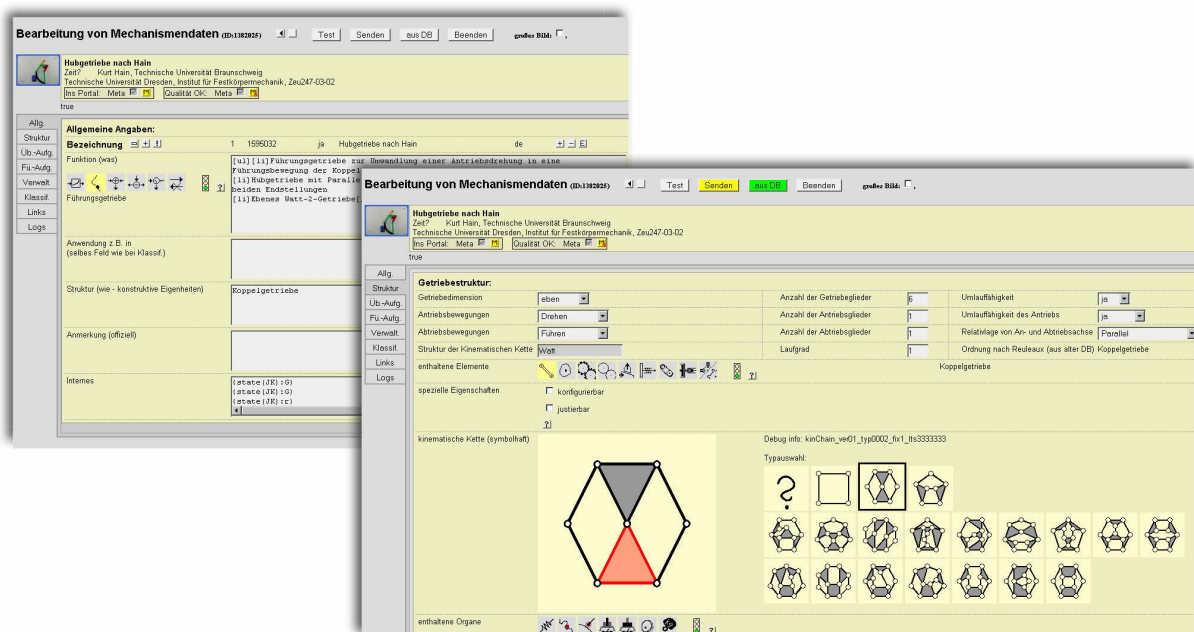 Bearbeitung von Mechanismendaten (ID:1382025) Test Senden aus DB Beenden großes Bild: .
Hubgetriebe nach Hain
Zeit? Kurt Hain, Technische Universität Braunschweig
Technische Universität Dresden, Institut für Festkörpermechanik, Zeu247-03-02
Ins Portal: Meta Qualität OK: Meta
true
Allg.
Struktur
Üb.-Aufg.
Fü.-Aufg.
Verwalt.
Klassif.
Links
Logs
Allgemeine Angaben:
Bezeichnung 1 1595032 ja Hubgetriebe nach Hain de
Funktion (was)
Führungsgetriebe
[ul][li]Führungsgetriebe zur Umwandlung einer Antriebsdrehung in eine
Führungsbewegung der Koppel
[li]Hubgetriebe mit Paralle
beiden Endstellungen
[li]Ebenes Watt-2-Getriebe[
Anwendung z.B. in
(selbes Feld wie bei Klassif.)
Struktur (wie - konstruktive Eigenheiten) Koppelgetriebe
Anmerkung (offiziell)
Internes
{state(JK):G}
{state(JK):G}
{state(JK):r}
Bearbeitung von Mechanismendaten (ID:1382025) Test Senden aus DB Beenden großes Bild: .
Hubgetriebe nach Hain
Zeit? Kurt Hain, Technische Universität Braunschweig
Technische Universität Dresden, Institut für Festkörpermechanik, Zeu247-03-02
Ins Portal: Meta Qualität OK: Meta
true
Allg.
Struktur
Üb.-Aufg.
Fü.-Aufg.
Verwalt.
Klassif.
Links
Logs
Getriebestruktur:
Getriebedimension eben Anzahl der Getriebeglieder 6 Umlauffähigkeit ja
Antriebsbewegungen Drehen Anzahl der Antriebsglieder 1 Umlauffähigkeit des Antriebs ja
Abtriebsbewegungen Führen Anzahl der Abtriebsglieder 1 Relativlage von An- und Abtriebsachse Parallel
Struktur der Kinematischen Kette Watt Laufgrad 1 Ordnung nach Reuleaux (aus alter DB) Koppelgetriebe
enthaltene Elemente ?| Koppelgetriebe
spezielle Eigenschaften konfigurierbar
justierbar
?|
kinematische Kette (symbolhaft) Debug info: kinChain_ver01_typ0002_fix1_lts3333333
Typauswahl:
?
enthaltene Organe ?|